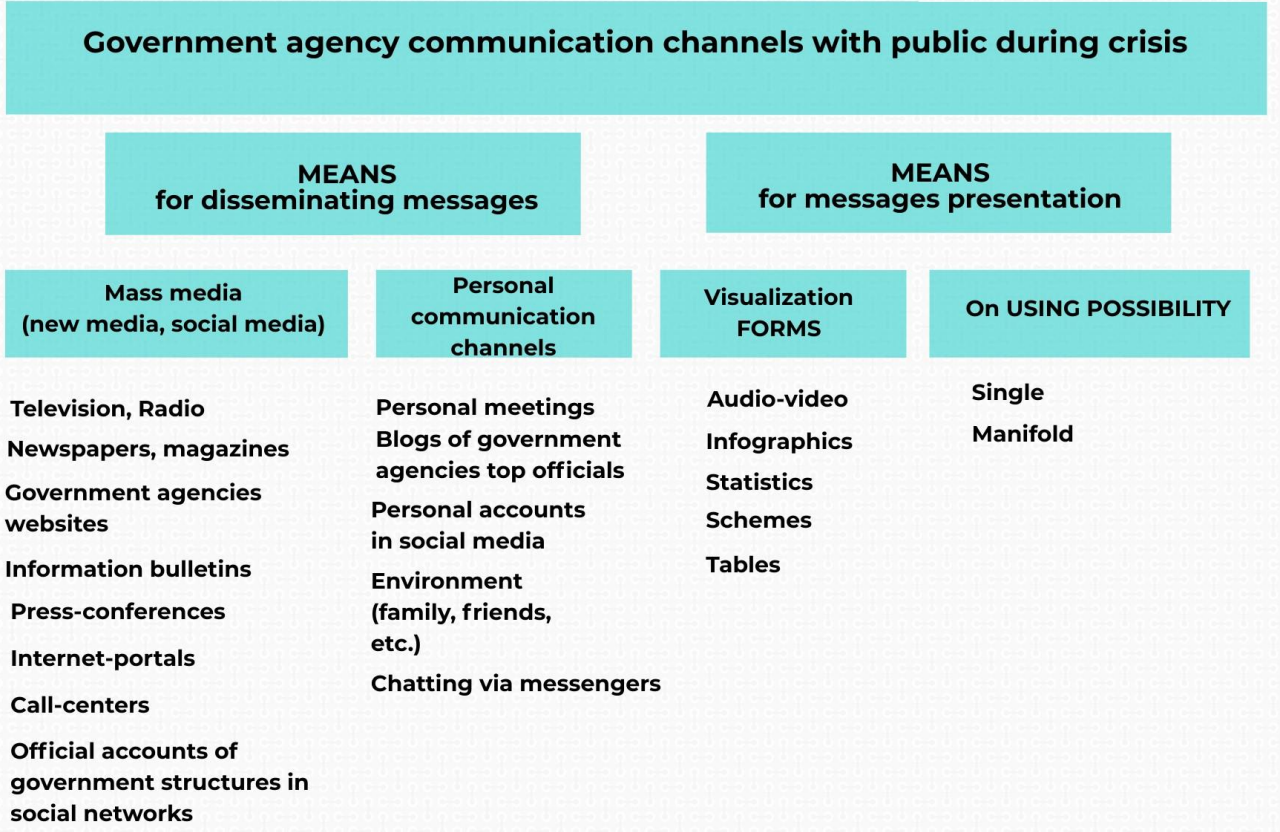 Government agency communication channels with public during crisis
MEANS
for disseminating messages
MEANS
for messages presentation
Mass media
(new media, social media)
Personal
communication
channels
Visualization
FORMS
On USING POSSIBILITY
Television, Radio
Newspapers, magazines
Government agencies
websites
Information bulletins
Press-conferences
Internet-portals
Call-centers
Official accounts of
government structures in
social networks
Personal meetings
Blogs of government
agencies top officials
Personal accounts
in social media
Environment
(family, friends,
etc.)
Chatting via messengers
Audio-video
Infographics
Statistics
Schemes
Tables
Single
Manifold